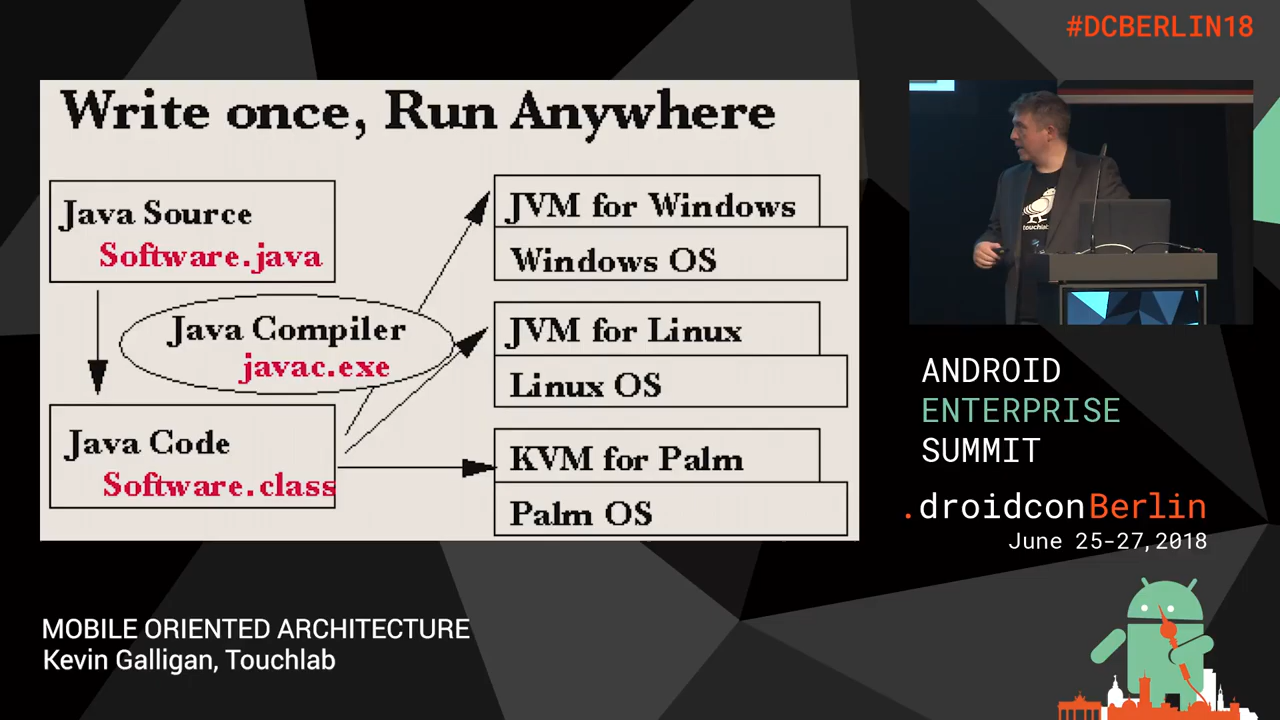 #DCBERLIN18
Write once, Run Anywhere
Java Source
Software.java
Java Compiler
javac.exe
Java Code
Software.class
JVM for Windows
Windows OS
JVM for Linux
Linux OS
KVM for Palm
Palm OS
touchlab
ANDROID
ENTERPRISE
SUMMIT
.droidconBerlin
June 25-27,2018
MOBILE ORIENTED ARCHITECTURE
Kevin Galligan, Touchlab